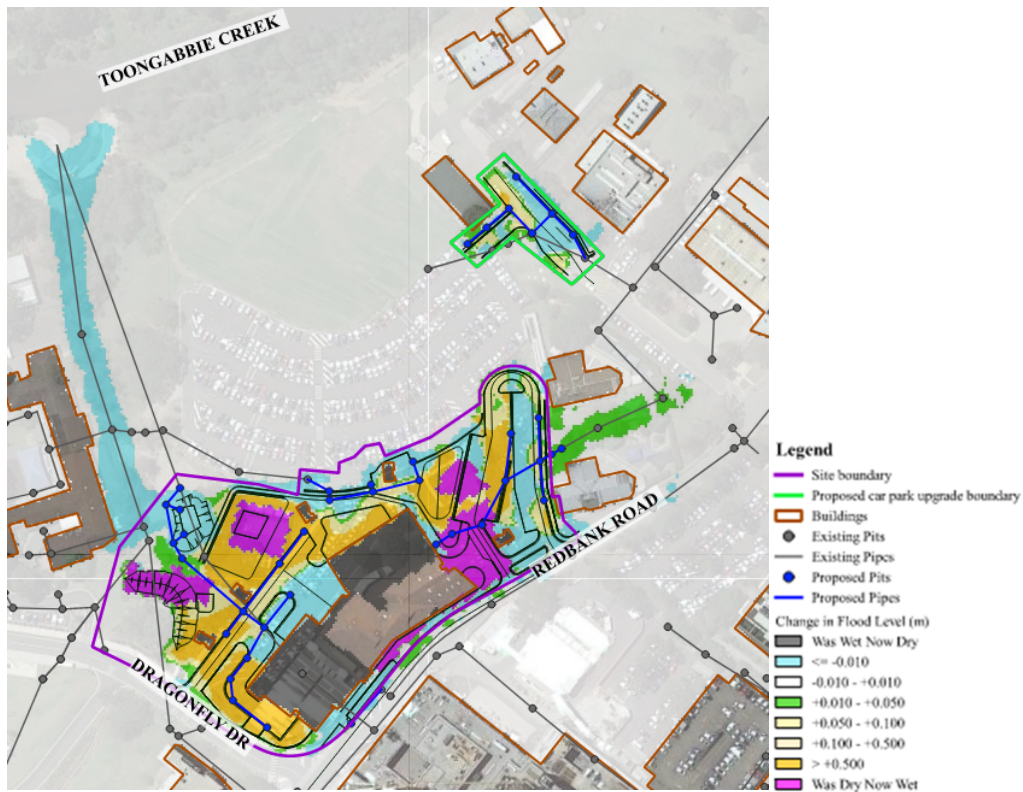 TOONGABBIE CREEK
REDBANK ROAD
DRAGONFLY DR
Legend
Site boundary
Proposed car park upgrade boundary
Buildings
Existing Pits
Existing Pipes
Proposed Pits
Proposed Pipes
Change in Flood Level (m)
Was Wet Now Dry
<= -0.010
-0.010 - +0.010
+0.010 - +0.050
+0.050 - +0.100
+0.100 - +0.500
> +0.500
Was Dry Now Wet